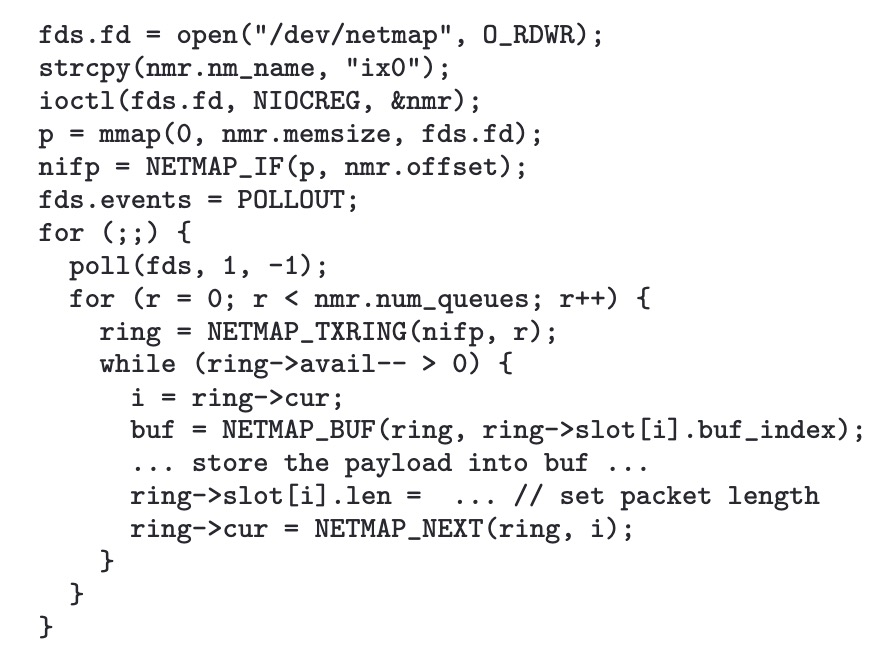 fds.fd = open("/dev/netmap", O_RDWR);
strcpy(nmr.nm_name, "ix0");
ioctl(fds.fd, NIOCREG, &nmr);
p = mmap(0, nmr.memsize, fds.fd);
nifp = NETMAP_IF(p, nmr.offset);
fds.events = POLLOUT;
for (;;) {
  poll(fds, 1, -1);
  for (r = 0; r < nmr.num_queues; r++) {
    ring = NETMAP_TXRING(nifp, r);
    while (ring->avail-- > 0) {
      i = ring->cur;
      buf = NETMAP_BUF(ring, ring->slot[i].buf_index);
      ... store the payload into buf ...
      ring->slot[i].len =  ... // set packet length
      ring->cur = NETMAP_NEXT(ring, i);
    }
  }
}